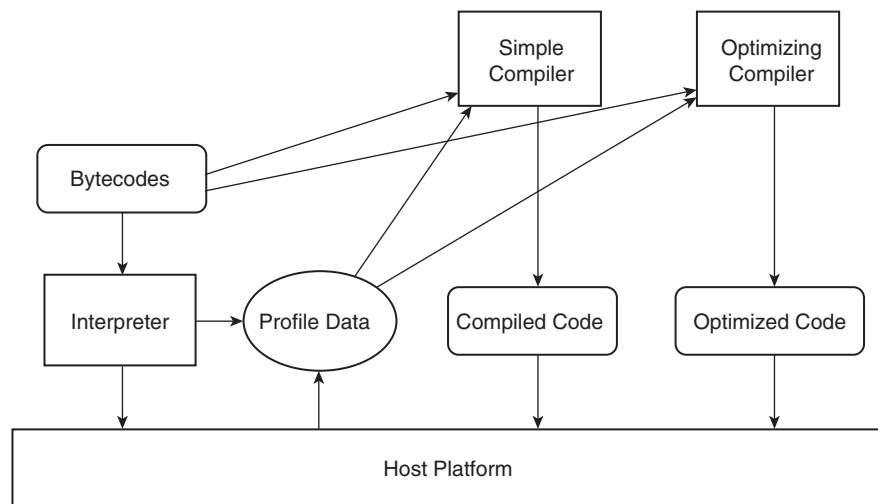 Simple
Compiler
Optimizing
Compiler
Bytecodes
Interpreter
Profile Data
Compiled Code
Optimized Code
Host Platform